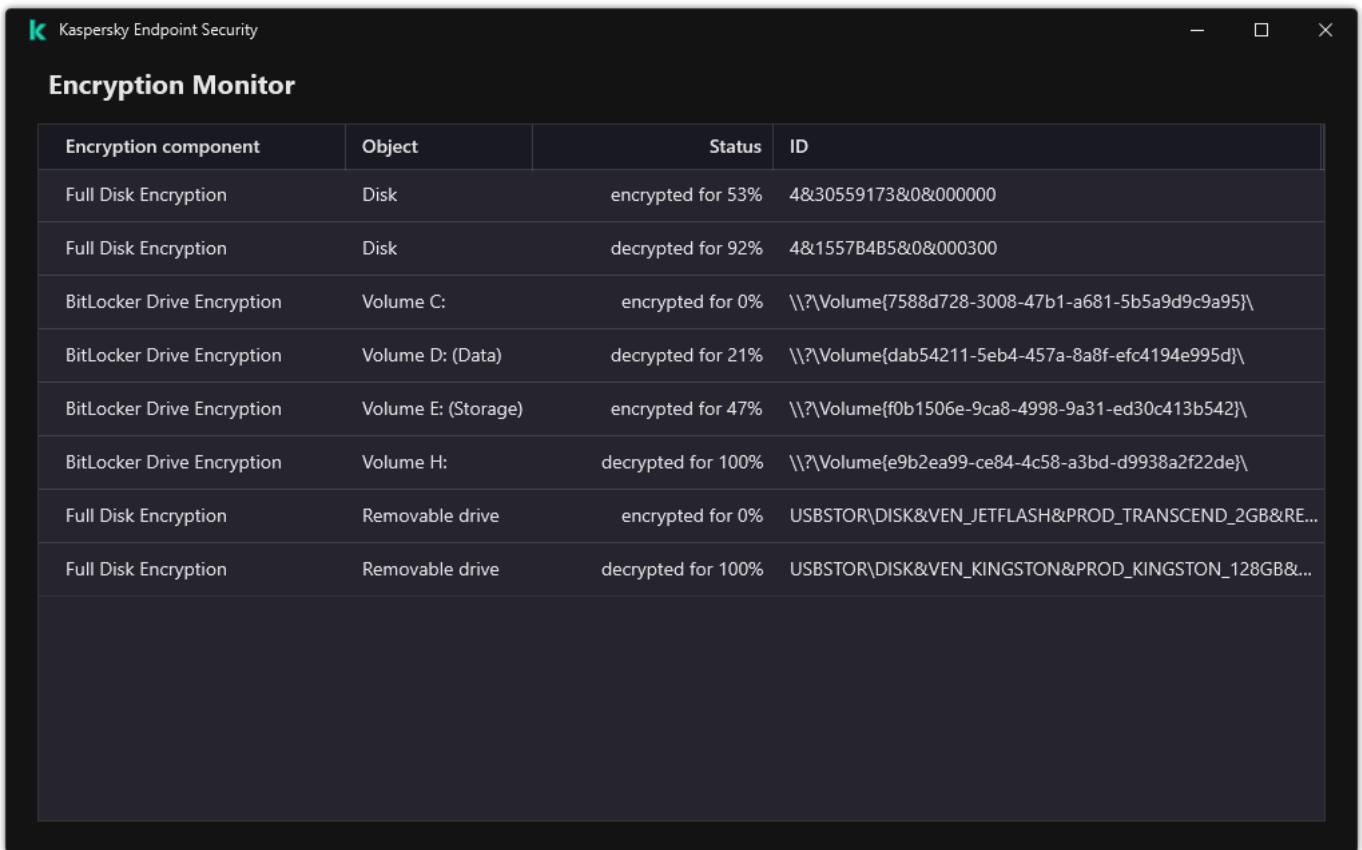 Kaspersky Endpoint Security
Encryption Monitor
Encryption component Object Status ID
Full Disk Encryption Disk encrypted for 53% 4&30559173&0&000000
Full Disk Encryption Disk decrypted for 92% 4&1557B4B5&0&000300
BitLocker Drive Encryption Volume C: encrypted for 0% \\?\Volume{7588d728-3008-47b1-a681-5b5a9d9c9a95}\
BitLocker Drive Encryption Volume D: (Data) decrypted for 21% \\?\Volume{dab54211-5eb4-457a-8a8f-efc4194e995d}\
BitLocker Drive Encryption Volume E: (Storage) encrypted for 47% \\?\Volume{f0b1506e-9ca8-4998-9a31-ed30c413b542}\
BitLocker Drive Encryption Volume H: decrypted for 100% \\?\Volume{e9b2ea99-ce84-4c58-a3bd-d9938a2f22de}\
Full Disk Encryption Removable drive encrypted for 0% USBSTOR\DISK&VEN_JETFLASH&PROD_TRANSCEND_2GB&RE...
Full Disk Encryption Removable drive decrypted for 100% USBSTOR\DISK&VEN_KINGSTON&PROD_KINGSTON_128GB&...